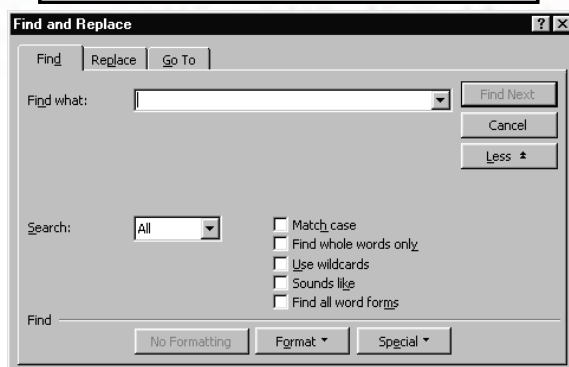 Find and Replace
Find Replace Go To
Find what: Find Next
Cancel
Less
Search: All Match case
Find whole words only
Use wildcards
Sounds like
Find all word forms
Find
No Formatting Format Special